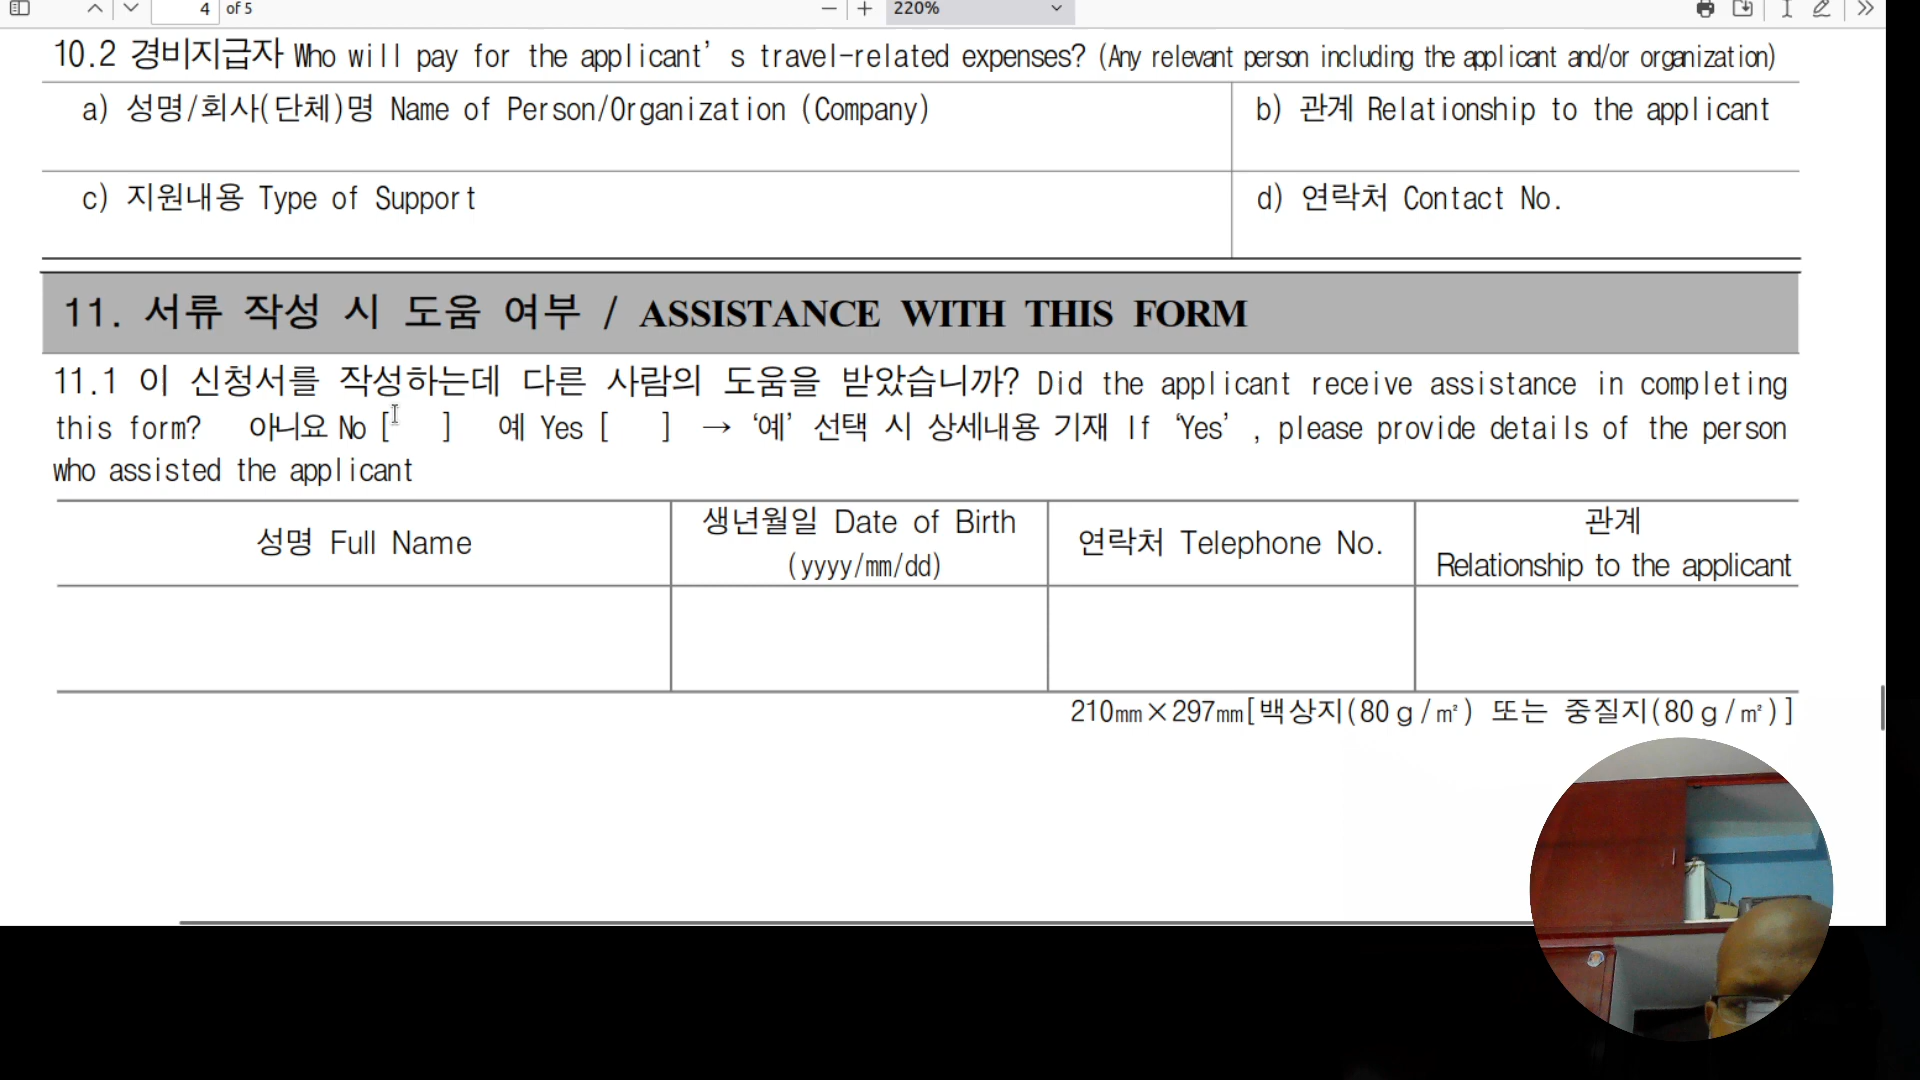 4 of 5
220%
10.2 경비지급자 Who will pay for the applicant’s travel-related expenses? (Any relevant person including the applicant and/or organization)
a) 성명/회사(단체)명 Name of Person/Organization (Company)
b) 관계 Relationship to the applicant
c) 지원내용 Type of Support
d) 연락처 Contact No.
11. 서류 작성 시 도움 여부 / ASSISTANCE WITH THIS FORM
11.1 이 신청서를 작성하는데 다른 사람의 도움을 받았습니까? Did the applicant receive assistance in completing
this form? 아니요 No [ ] 예 Yes [ ] → ‘예’ 선택 시 상세내용 기재 If ‘Yes’, please provide details of the person
who assisted the applicant
성명 Full Name
생년월일 Date of Birth
(yyyy/mm/dd)
연락처 Telephone No.
관계
Relationship to the applicant
210㎜×297㎜[백상지(80ｇ/㎡) 또는 중질지(80ｇ/㎡)]